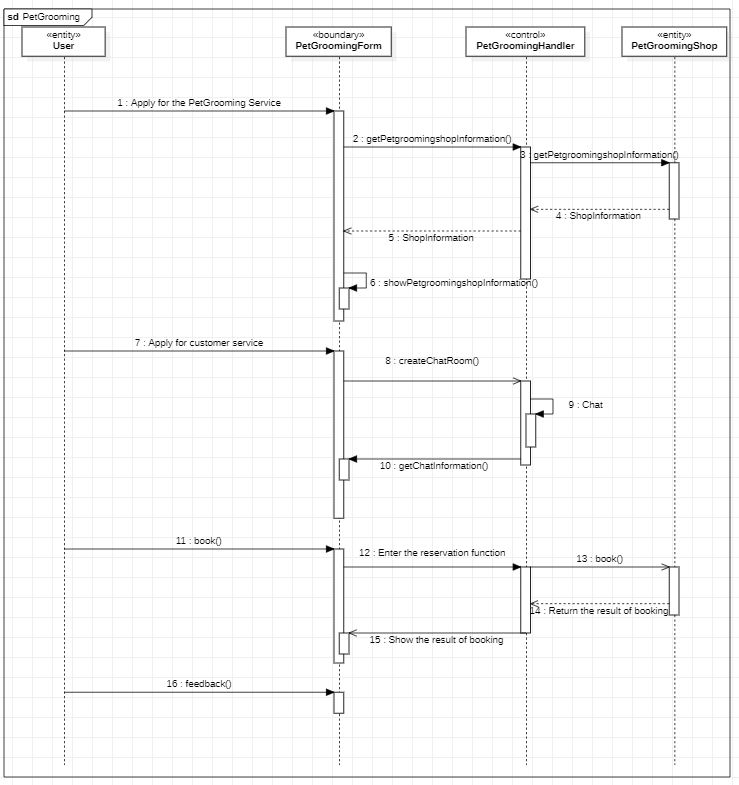 sd PetGrooming
«entity»
User
«boundary»
PetGroomingForm
«control»
PetGroomingHandler
«entity»
PetGroomingShop
1 : Apply for the PetGrooming Service
2 : getPetgroomingshopInformation()
3 : getPetgroomingshopInformation()
4 : ShopInformation
5 : ShopInformation
6 : showPetgroomingshopInformation()
7 : Apply for customer service
8 : createChatRoom()
9 : Chat
10 : getChatInformation()
11 : book()
12 : Enter the reservation function
13 : book()
14 : Return the result of booking
15 : Show the result of booking
16 : feedback()